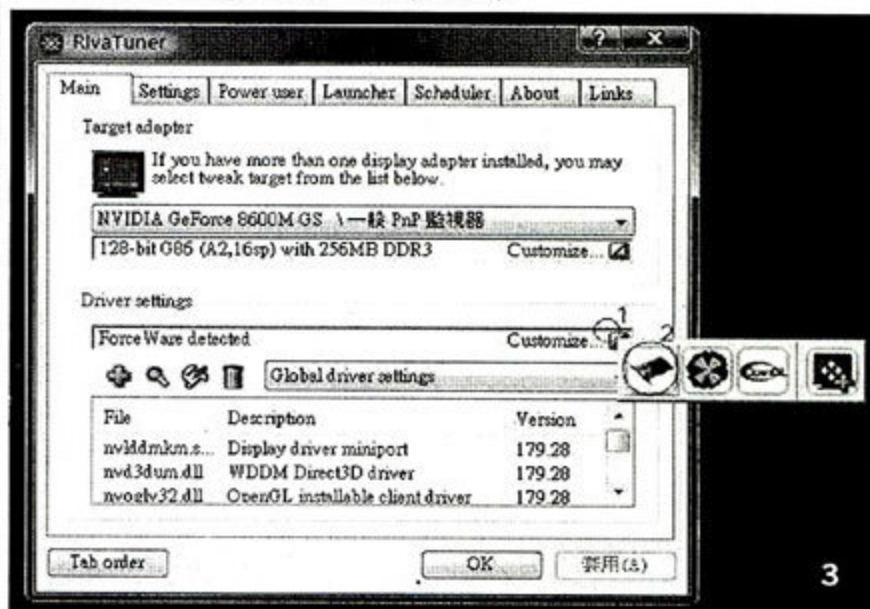 RivaTuner
Main Settings Power user Launcher Scheduler About Links
Target adapter
If you have more than one display adapter installed, you may
select tweak target from the list below.
NVIDIA GeForce 8600M GS \ 一般 PnP 監視器
128-bit G86 (A2,16sp) with 256MB DDR3 Customize...
Driver settings
1
ForceWare detected Customize...
2
Global driver settings
OpenGL
File Description Version
nvlddmkm.s... Display driver miniport 179.28
nvd3dum.dll WDDM Direct3D driver 179.28
nvoglv32.dll OpenGL installable client driver 179.28
Tab order OK 套用(A)
3